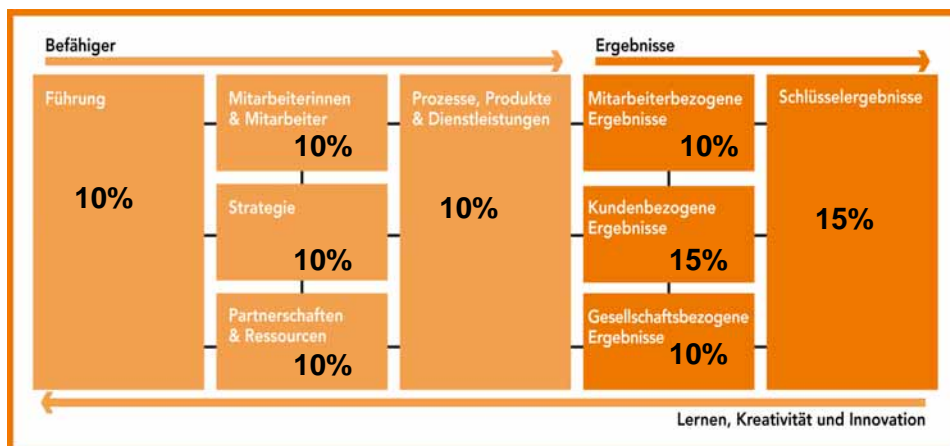 Befähiger
Ergebnisse
Führung
10%
Mitarbeiterinnen
& Mitarbeiter
10%
Strategie
10%
Partnerschaften
& Ressourcen
10%
Prozesse, Produkte
& Dienstleistungen
10%
Mitarbeiterbezogene
Ergebnisse
10%
Kundenbezogene
Ergebnisse
15%
Gesellschaftsbezogene
Ergebnisse
10%
Schlüsselergebnisse
15%
Lernen, Kreativität und Innovation